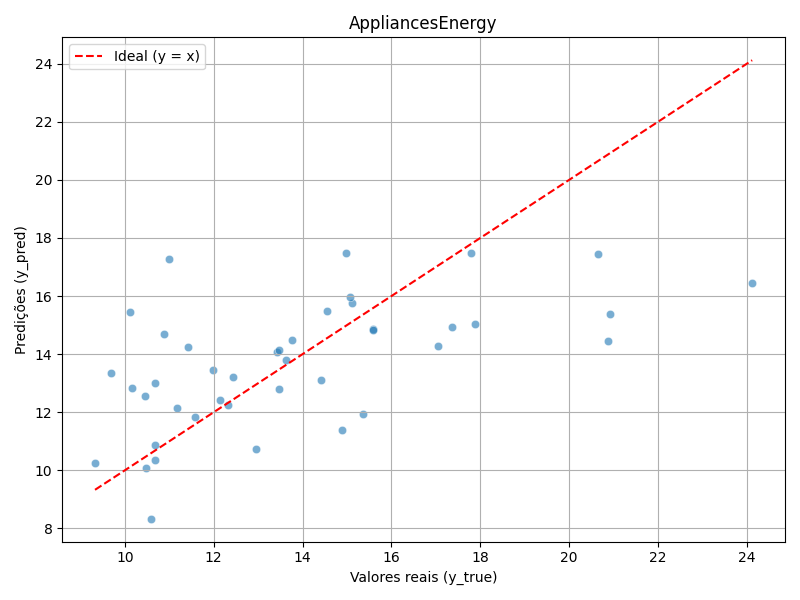 AppliancesEnergy
Ideal (y = x)
24
22
20
18
16
14
12
10
8
Predições (y_pred)
10 12 14 16 18 20 22 24
Valores reais (y_true)